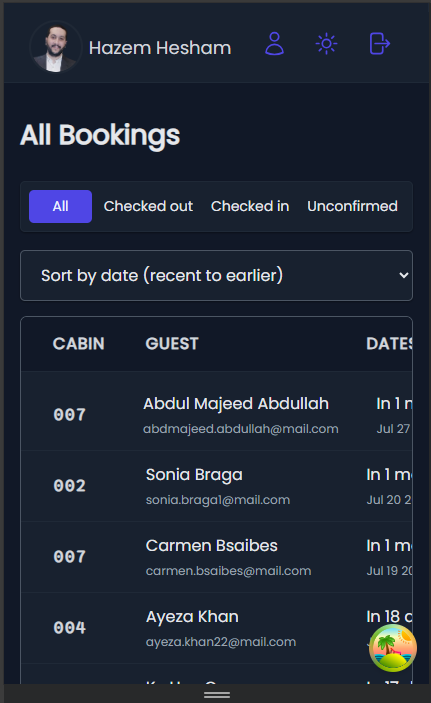 Hazem Hesham
All Bookings
All Checked out Checked in Unconfirmed
Sort by date (recent to earlier)
CABIN GUEST DATES
007 Abdul Majeed Abdullah In 1
abdmajeed.abdullah@mail.com Jul 27
002 Sonia Braga In 1
sonia.braga1@mail.com Jul 20
007 Carmen Bsaibes In 1
carmen.bsaibes@mail.com Jul 19
004 Ayeza Khan In 18
ayeza.khan22@mail.com